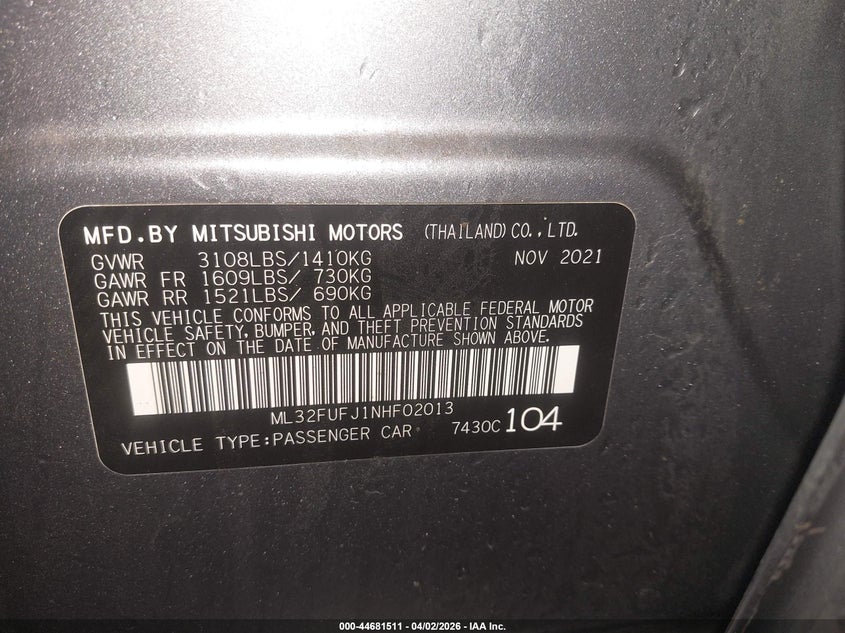 MFD.BY MITSUBISHI MOTORS (THAILAND) CO.,LTD.
GVWR 3108LBS/1410KG NOV 2021
GAWR FR 1609LBS/ 730KG
GAWR RR 1521LBS/ 690KG
THIS VEHICLE CONFORMS TO ALL APPLICABLE FEDERAL MOTOR
VEHICLE SAFETY, BUMPER, AND THEFT PREVENTION STANDARDS
IN EFFECT ON THE DATE OF MANUFACTURE SHOWN ABOVE.
ML32FUFJ1NHF02013
VEHICLE TYPE:PASSENGER CAR 7430C 104
000-44681511 - 04/02/2026 - IAA Inc.